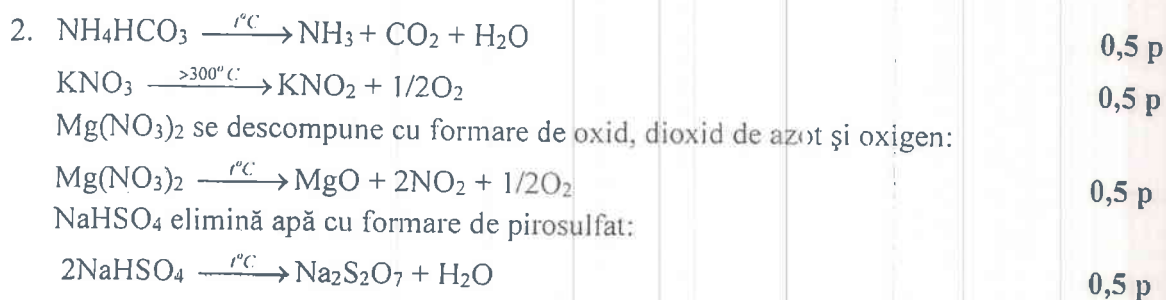 2. NH₄HCO₃ —t°C→ NH₃ + CO₂ + H₂O 0,5 p
KNO₃ —>300°C→ KNO₂ + 1/2O₂ 0,5 p
Mg(NO₃)₂ se descompune cu formare de oxid, dioxid de azot şi oxigen:
Mg(NO₃)₂ —t°C→ MgO + 2NO₂ + 1/2O₂ 0,5 p
NaHSO₄ elimină apă cu formare de pirosulfat:
2NaHSO₄ —t°C→ Na₂S₂O₇ + H₂O 0,5 p